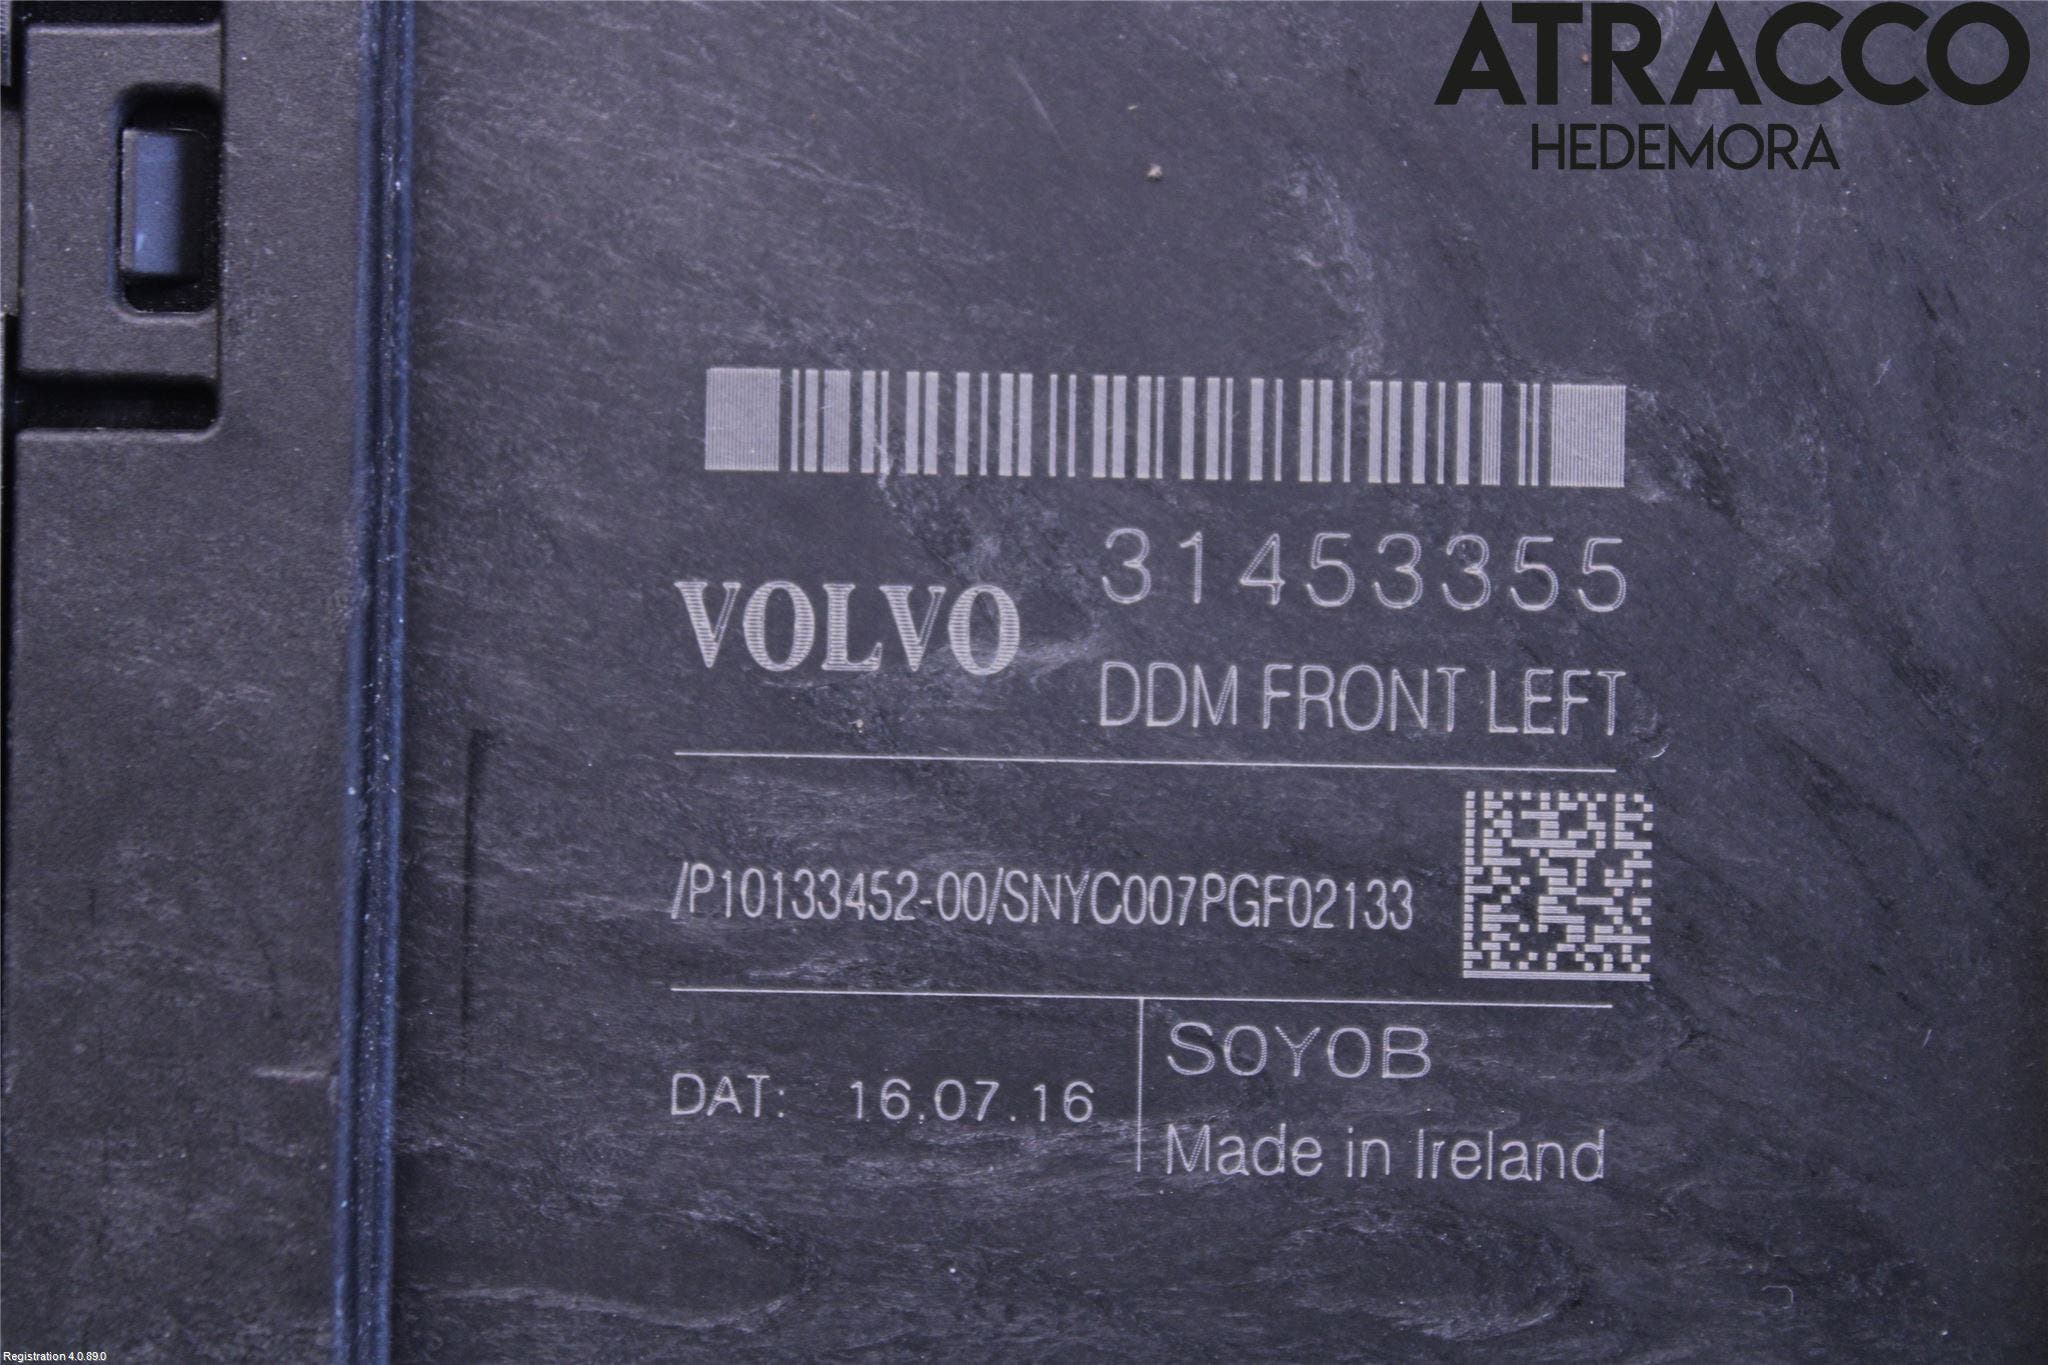 ATRACCO
HEDEMORA
31453355
VOLVO
DDM FRONT LEFT
/P10133452-00/SNYC007PGF02133
DAT: 16.07.16
SOYOB
Made in Ireland
Registration 4.0.89.0